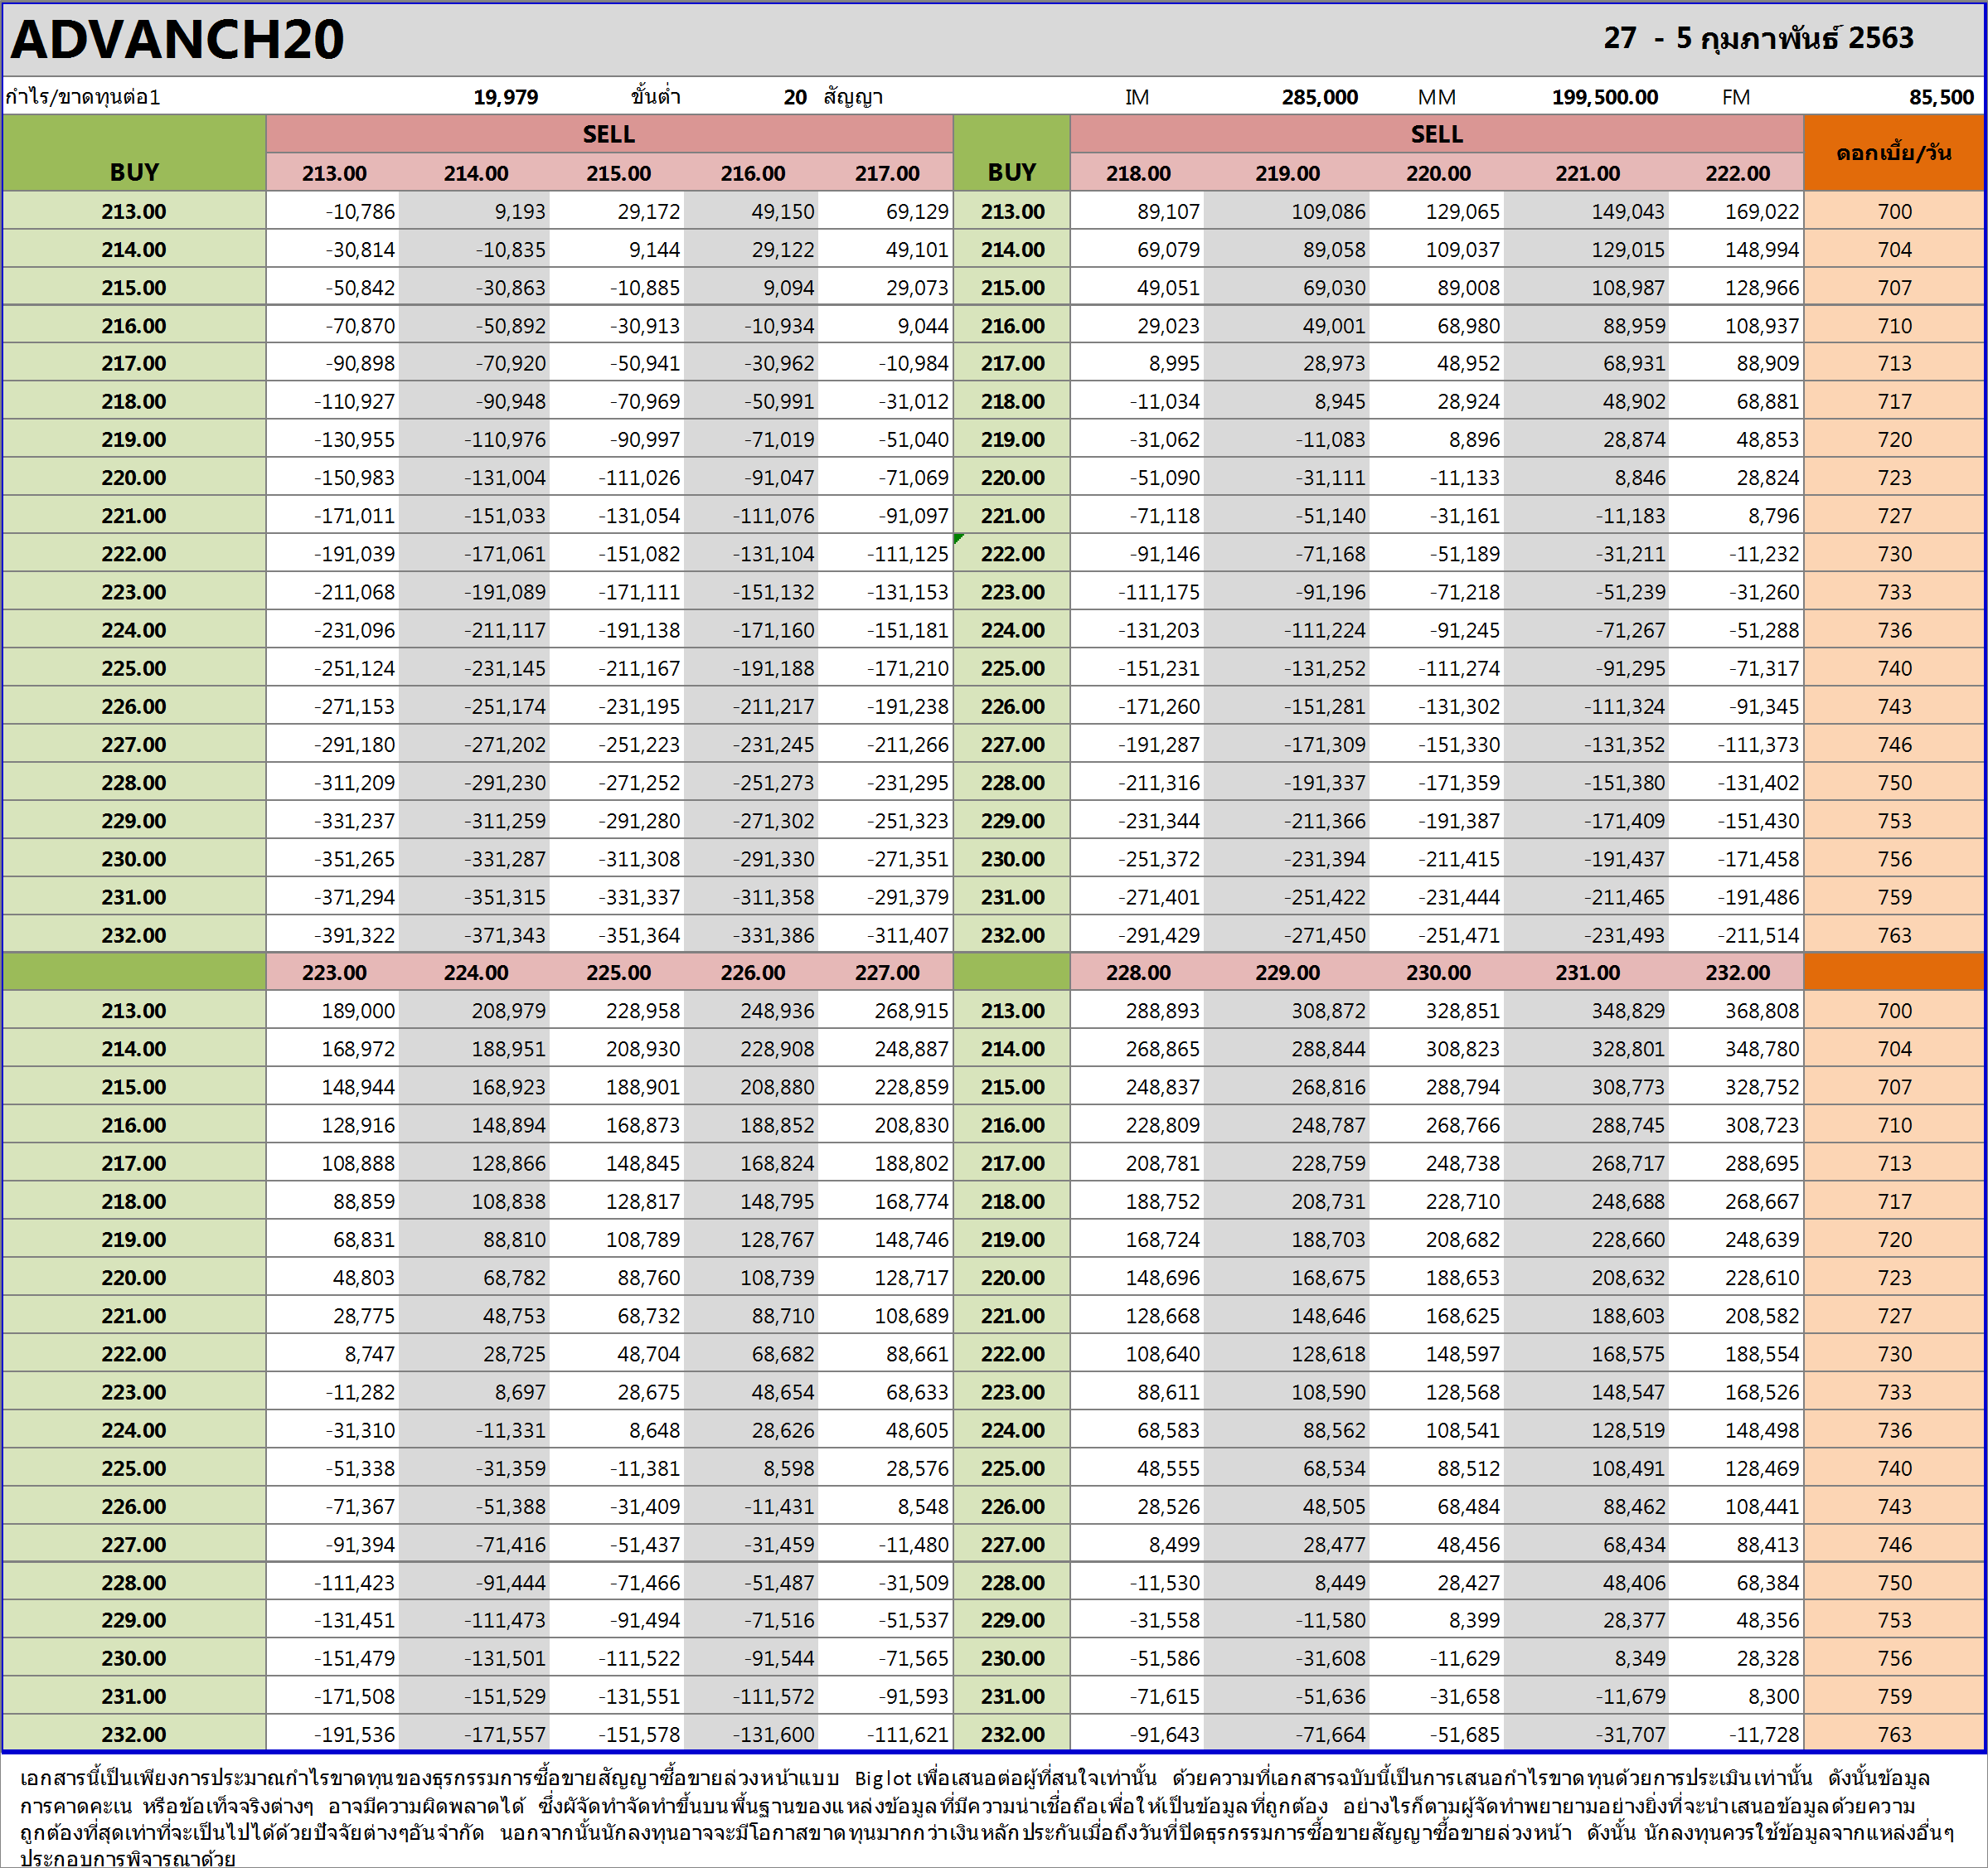 ADVANCH20 27 - 5 กุมภาพันธ์ 2563
กำไร/ขาดทุนต่อ1 19,979 ขั้นต่ำ 20 สัญญา IM 285,000 MM 199,500.00 FM 85,500
BUY SELL BUY SELL ดอกเบี้ย/วัน
213.00 214.00 215.00 216.00 217.00 218.00 219.00 220.00 221.00 222.00
213.00 -10,786 9,193 29,172 49,150 69,129 213.00 89,107 109,086 129,065 149,043 169,022 700
214.00 -30,814 -10,835 9,144 29,122 49,101 214.00 69,079 89,058 109,037 129,015 148,994 704
215.00 -50,842 -30,863 -10,885 9,094 29,073 215.00 49,051 69,030 89,008 108,987 128,966 707
216.00 -70,870 -50,892 -30,913 -10,934 9,044 216.00 29,023 49,001 68,980 88,959 108,937 710
217.00 -90,898 -70,920 -50,941 -30,962 -10,984 217.00 8,995 28,973 48,952 68,931 88,909 713
218.00 -110,927 -90,948 -70,969 -50,991 -31,012 218.00 -11,034 8,945 28,924 48,902 68,881 717
219.00 -130,955 -110,976 -90,997 -71,019 -51,040 219.00 -31,062 -11,083 8,896 28,874 48,853 720
220.00 -150,983 -131,004 -111,026 -91,047 -71,069 220.00 -51,090 -31,111 -11,133 8,846 28,824 723
221.00 -171,011 -151,033 -131,054 -111,076 -91,097 221.00 -71,118 -51,140 -31,161 -11,183 8,796 727
222.00 -191,039 -171,061 -151,082 -131,104 -111,125 222.00 -91,146 -71,168 -51,189 -31,211 -11,232 730
223.00 -211,068 -191,089 -171,111 -151,132 -131,153 223.00 -111,175 -91,196 -71,218 -51,239 -31,260 733
224.00 -231,096 -211,117 -191,138 -171,160 -151,181 224.00 -131,203 -111,224 -91,245 -71,267 -51,288 736
225.00 -251,124 -231,145 -211,167 -191,188 -171,210 225.00 -151,231 -131,252 -111,274 -91,295 -71,317 740
226.00 -271,153 -251,174 -231,195 -211,217 -191,238 226.00 -171,260 -151,281 -131,302 -111,324 -91,345 743
227.00 -291,180 -271,202 -251,223 -231,245 -211,266 227.00 -191,287 -171,309 -151,330 -131,352 -111,373 746
228.00 -311,209 -291,230 -271,252 -251,273 -231,295 228.00 -211,316 -191,337 -171,359 -151,380 -131,402 750
229.00 -331,237 -311,259 -291,280 -271,302 -251,323 229.00 -231,344 -211,366 -191,387 -171,409 -151,430 753
230.00 -351,265 -331,287 -311,308 -291,330 -271,351 230.00 -251,372 -231,394 -211,415 -191,437 -171,458 756
231.00 -371,294 -351,315 -331,337 -311,358 -291,379 231.00 -271,401 -251,422 -231,444 -211,465 -191,486 759
232.00 -391,322 -371,343 -351,364 -331,386 -311,407 232.00 -291,429 -271,450 -251,471 -231,493 -211,514 763
223.00 224.00 225.00 226.00 227.00 228.00 229.00 230.00 231.00 232.00
213.00 189,000 208,979 228,958 248,936 268,915 213.00 288,893 308,872 328,851 348,829 368,808 700
214.00 168,972 188,951 208,930 228,908 248,887 214.00 268,865 288,844 308,823 328,801 348,780 704
215.00 148,944 168,923 188,901 208,880 228,859 215.00 248,837 268,816 288,794 308,773 328,752 707
216.00 128,916 148,894 168,873 188,852 208,830 216.00 228,809 248,787 268,766 288,745 308,723 710
217.00 108,888 128,866 148,845 168,824 188,802 217.00 208,781 228,759 248,738 268,717 288,695 713
218.00 88,859 108,838 128,817 148,795 168,774 218.00 188,752 208,731 228,710 248,688 268,667 717
219.00 68,831 88,810 108,789 128,767 148,746 219.00 168,724 188,703 208,682 228,660 248,639 720
220.00 48,803 68,782 88,760 108,739 128,717 220.00 148,696 168,675 188,653 208,632 228,610 723
221.00 28,775 48,753 68,732 88,710 108,689 221.00 128,668 148,646 168,625 188,603 208,582 727
222.00 8,747 28,725 48,704 68,682 88,661 222.00 108,640 128,618 148,597 168,575 188,554 730
223.00 -11,282 8,697 28,675 48,654 68,633 223.00 88,611 108,590 128,568 148,547 168,526 733
224.00 -31,310 -11,331 8,648 28,626 48,605 224.00 68,583 88,562 108,541 128,519 148,498 736
225.00 -51,338 -31,359 -11,381 8,598 28,576 225.00 48,555 68,534 88,512 108,491 128,469 740
226.00 -71,367 -51,388 -31,409 -11,431 8,548 226.00 28,526 48,505 68,484 88,462 108,441 743
227.00 -91,394 -71,416 -51,437 -31,459 -11,480 227.00 8,499 28,477 48,456 68,434 88,413 746
228.00 -111,423 -91,444 -71,466 -51,487 -31,509 228.00 -11,530 8,449 28,427 48,406 68,384 750
229.00 -131,451 -111,473 -91,494 -71,516 -51,537 229.00 -31,558 -11,580 8,399 28,377 48,356 753
230.00 -151,479 -131,501 -111,522 -91,544 -71,565 230.00 -51,586 -31,608 -11,629 8,349 28,328 756
231.00 -171,508 -151,529 -131,551 -111,572 -91,593 231.00 -71,615 -51,636 -31,658 -11,679 8,300 759
232.00 -191,536 -171,557 -151,578 -131,600 -111,621 232.00 -91,643 -71,664 -51,685 -31,707 -11,728 763
เอกสารนี้เป็นเพียงการประมาณกำไรขาดทุนของธุรกรรมการซื้อขายสัญญาซื้อขายล่วงหน้าแบบ Biglot เพื่อเสนอต่อผู้ที่สนใจเท่านั้น ด้วยความที่เอกสารฉบับนี้เป็นการเสนอกำไรขาดทุนด้วยการประเมินเท่านั้น ดังนั้นข้อมูล
การคาดคะเน หรือข้อเท็จจริงต่างๆ อาจมีความผิดพลาดได้ ซึ่งผัจัดทำจัดทำขึ้นบนพื้นฐานของแหล่งข้อมูลที่มีความน่าเชื่อถือเพื่อให้เป็นข้อมูลที่ถูกต้อง อย่างไรก็ตามผู้จัดทำพยายามอย่างยิ่งที่จะนำเสนอข้อมูลด้วยความ
ถูกต้องที่สุดเท่าที่จะเป็นไปได้ด้วยปัจจัยต่างๆอันจำกัด นอกจากนั้นนักลงทุนอาจจะมีโอกาสขาดทุนมากกว่าเงินหลักประกันเมื่อถึงวันที่ปิดธุรกรรมการซื้อขายสัญญาซื้อขายล่วงหน้า ดังนั้น นักลงทุนควรใช้ข้อมูลจากแหล่งอื่นๆ
ประกอบการพิจารณาด้วย